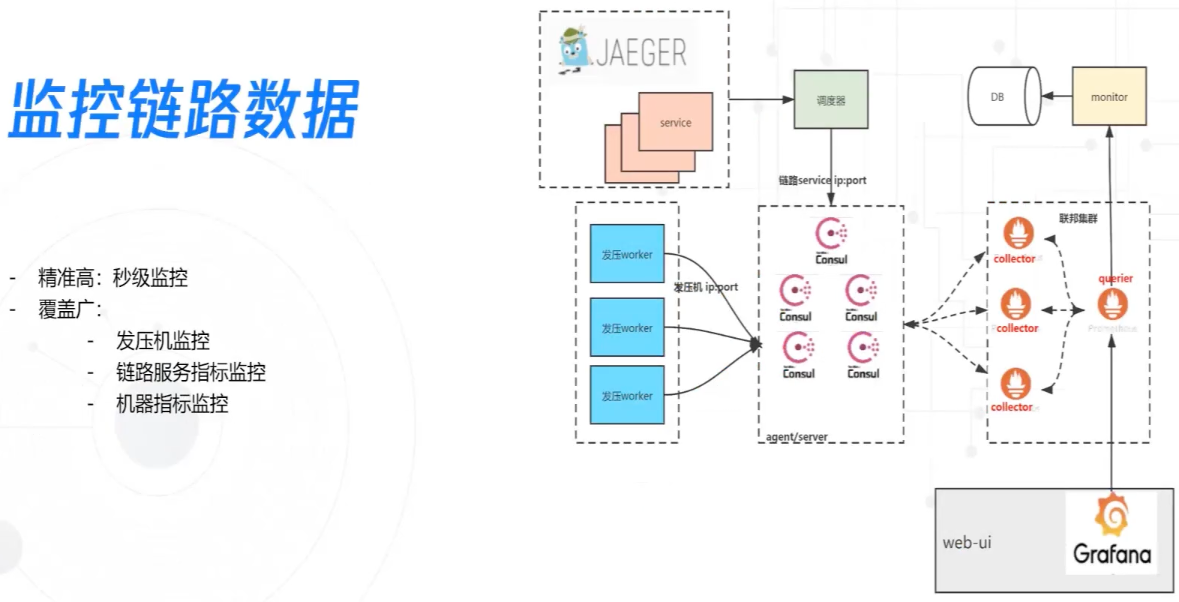 监控链路数据
- 精准高：秒级监控
- 覆盖广：
- 发压机监控
- 链路服务指标监控
- 机器指标监控
JAEGER
service
调度器
链路service ip:port
DB
monitor
发压worker
发压worker
发压worker
发压机 ip:port
Consul
Consul
Consul
Consul
Consul
agent/server
联邦集群
collector
collector
collector
querier
Prometheus
web-ui
Grafana